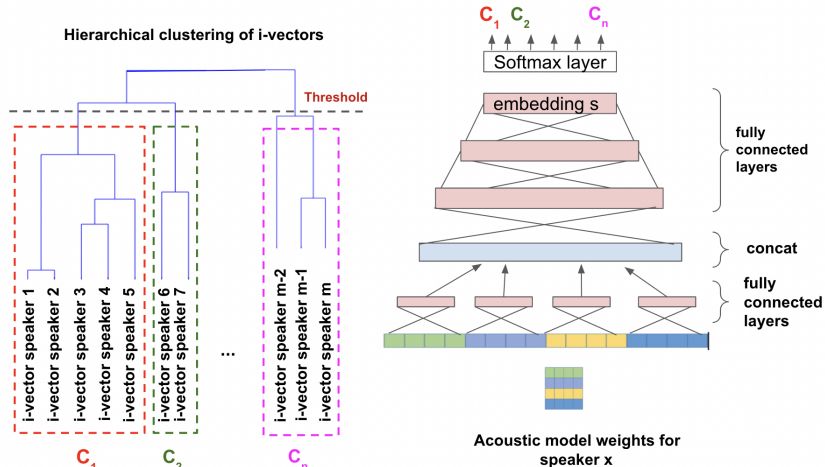 Hierarchical clustering of i-vectors
Threshold
i-vector speaker 1
i-vector speaker 2
i-vector speaker 3
i-vector speaker 4
i-vector speaker 5
i-vector speaker 6
i-vector speaker 7
...
i-vector speaker m-2
i-vector speaker m-1
i-vector speaker m
C1
C2
Cn
C1
C2
Cn
Softmax layer
embedding s
fully
connected
layers
concat
fully
connected
layers
Acoustic model weights for
speaker x